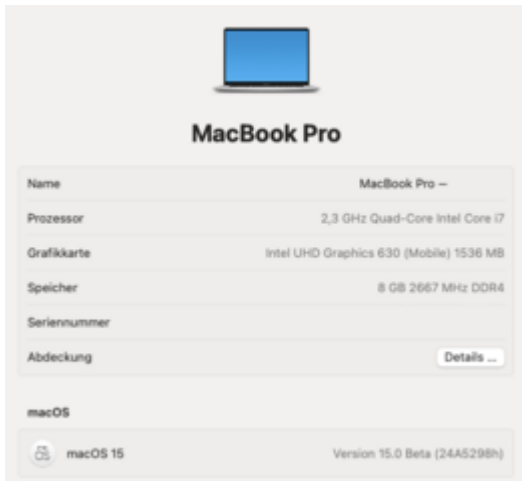 MacBook Pro
Name MacBook Pro –
Prozessor 2,3 GHz Quad-Core Intel Core i7
Grafikkarte Intel UHD Graphics 630 (Mobile) 1536 MB
Speicher 8 GB 2667 MHz DDR4
Seriennummer
Abdeckung Details ...
macOS
macOS 15 Version 15.0 Beta (24A5298h)